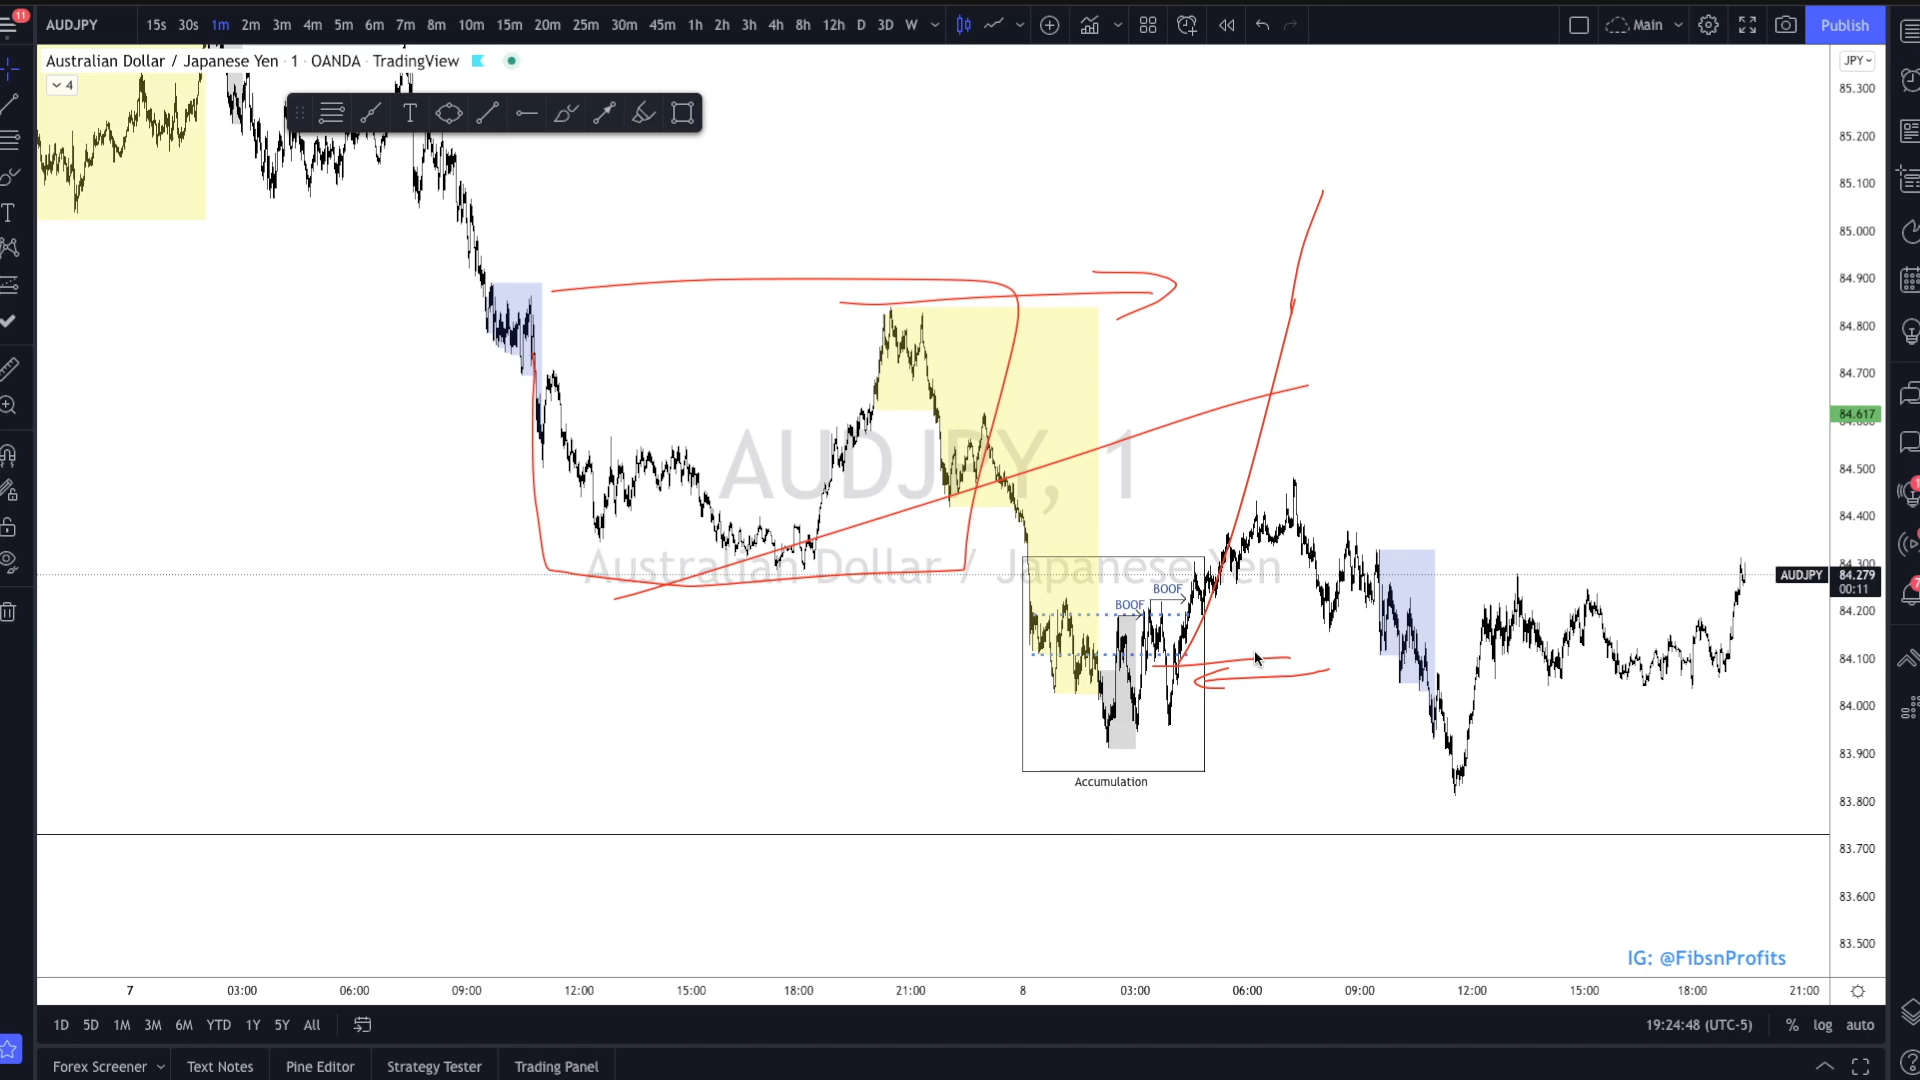 11
AUDJPY 15s 30s 1m 2m 3m 4m 5m 6m 7m 8m 10m 15m 20m 25m 30m 45m 1h 2h 3h 4h 8h 12h D 3D W Main Publish
Australian Dollar / Japanese Yen · 1 · OANDA · TradingView
4
JPY
85.300
85.200
85.100
85.000
84.900
84.800
84.700
84.617
84.500
84.400
84.300
AUDJPY 84.279
00:11
84.200
84.100
84.000
83.900
83.800
83.700
83.600
83.500
AUDJPY, 1
Australian Dollar / Japanese Yen
BOOF
BOOF
Accumulation
IG: @FibsnProfits
7 03:00 06:00 09:00 12:00 15:00 18:00 21:00 8 03:00 06:00 09:00 12:00 15:00 18:00 21:00
1D 5D 1M 3M 6M YTD 1Y 5Y All 19:24:48 (UTC-5) % log auto
Forex Screener Text Notes Pine Editor Strategy Tester Trading Panel